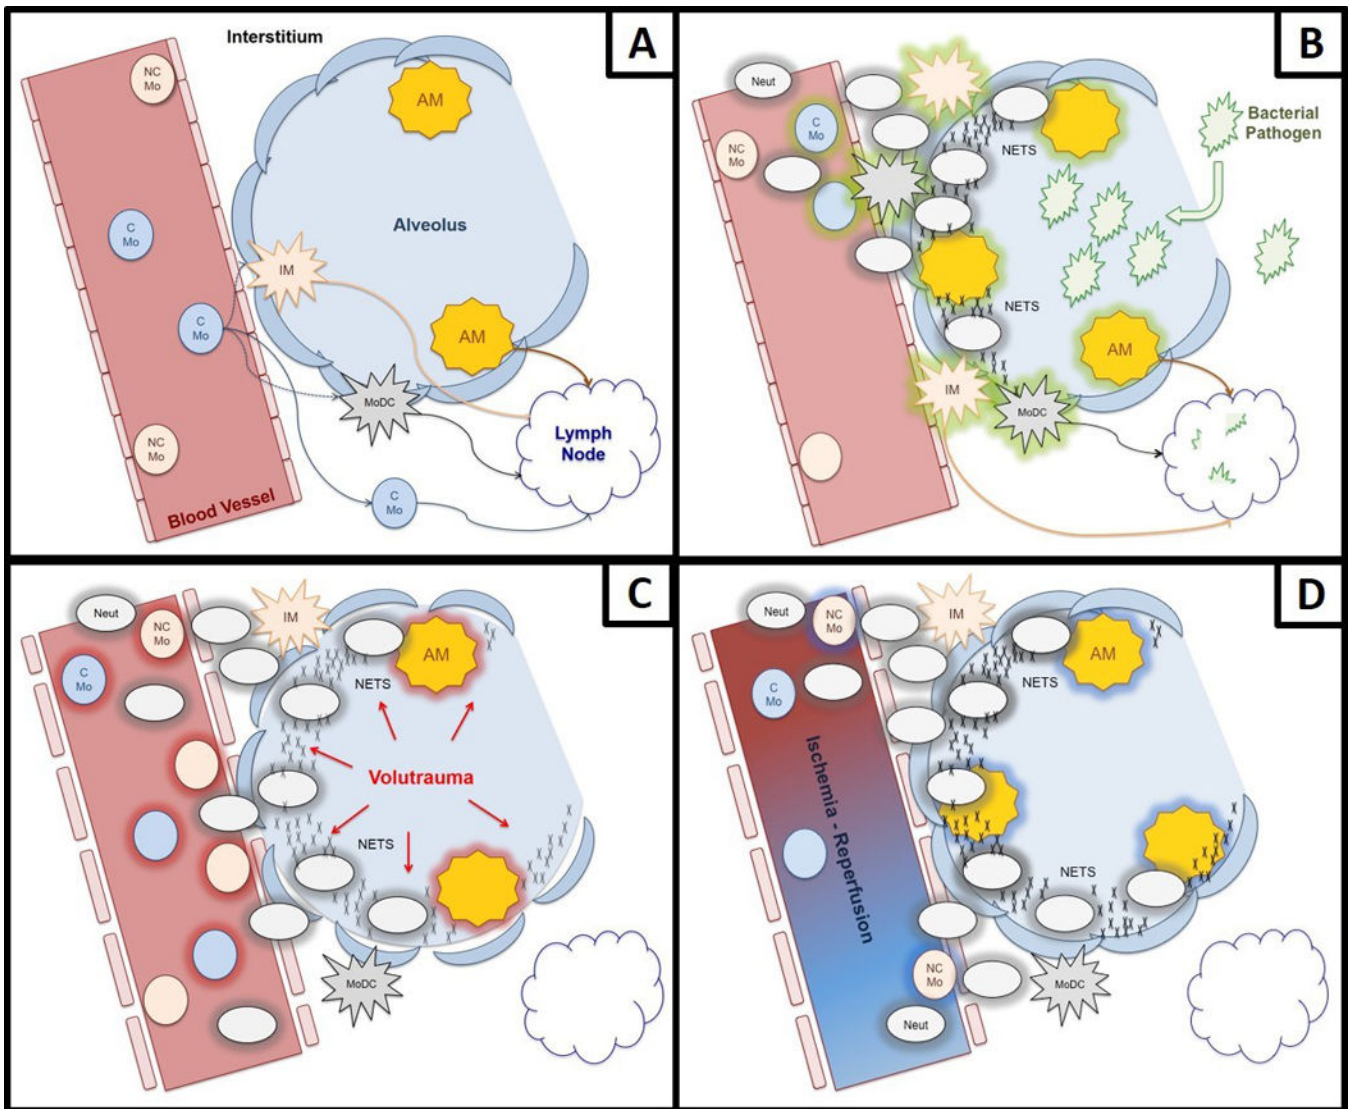 A
Interstitium
NC
Mo
AM
C
Mo
Alveolus
IM
C
Mo
AM
MoDC
NC
Mo
Lymph
Node
Blood Vessel
C
Mo
B
Neut
C
Mo
NC
Mo
NETS
Bacterial
Pathogen
NETS
AM
IM
MoDC
C
Neut
NC
Mo
IM
C
Mo
AM
NETS
Volutrauma
NETS
MoDC
D
Neut
NC
Mo
IM
AM
C
Mo
NETS
Ischemia - Reperfusion
NETS
NC
Mo
MoDC
Neut